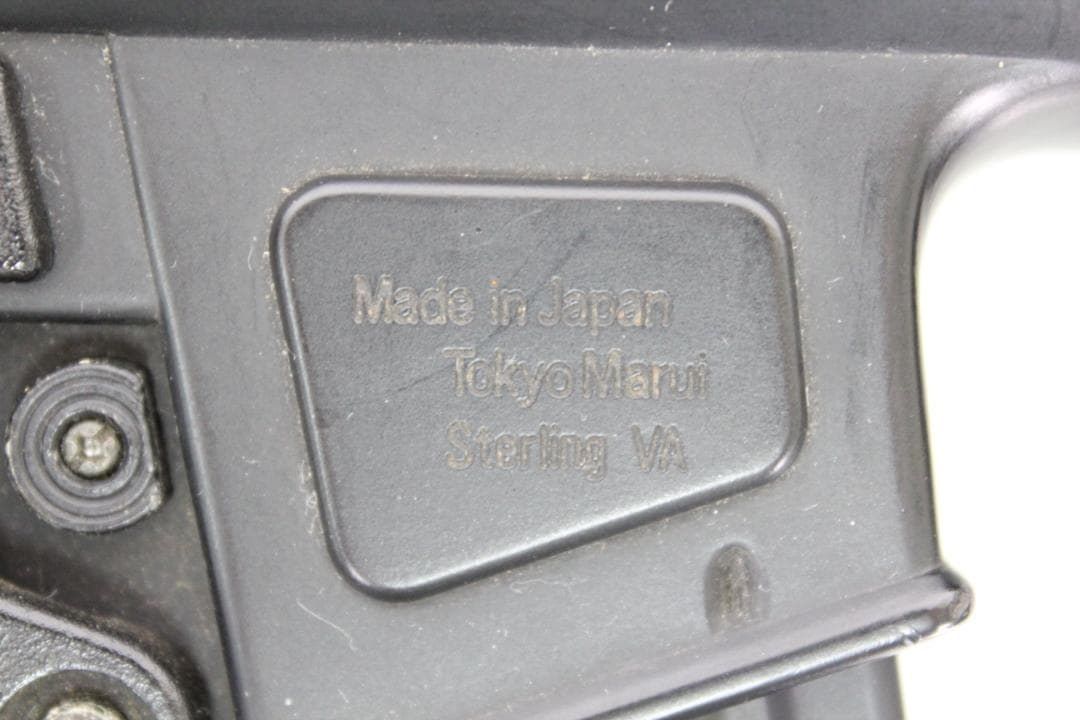 Made in Japan
Tokyo Marui
Sterling VA